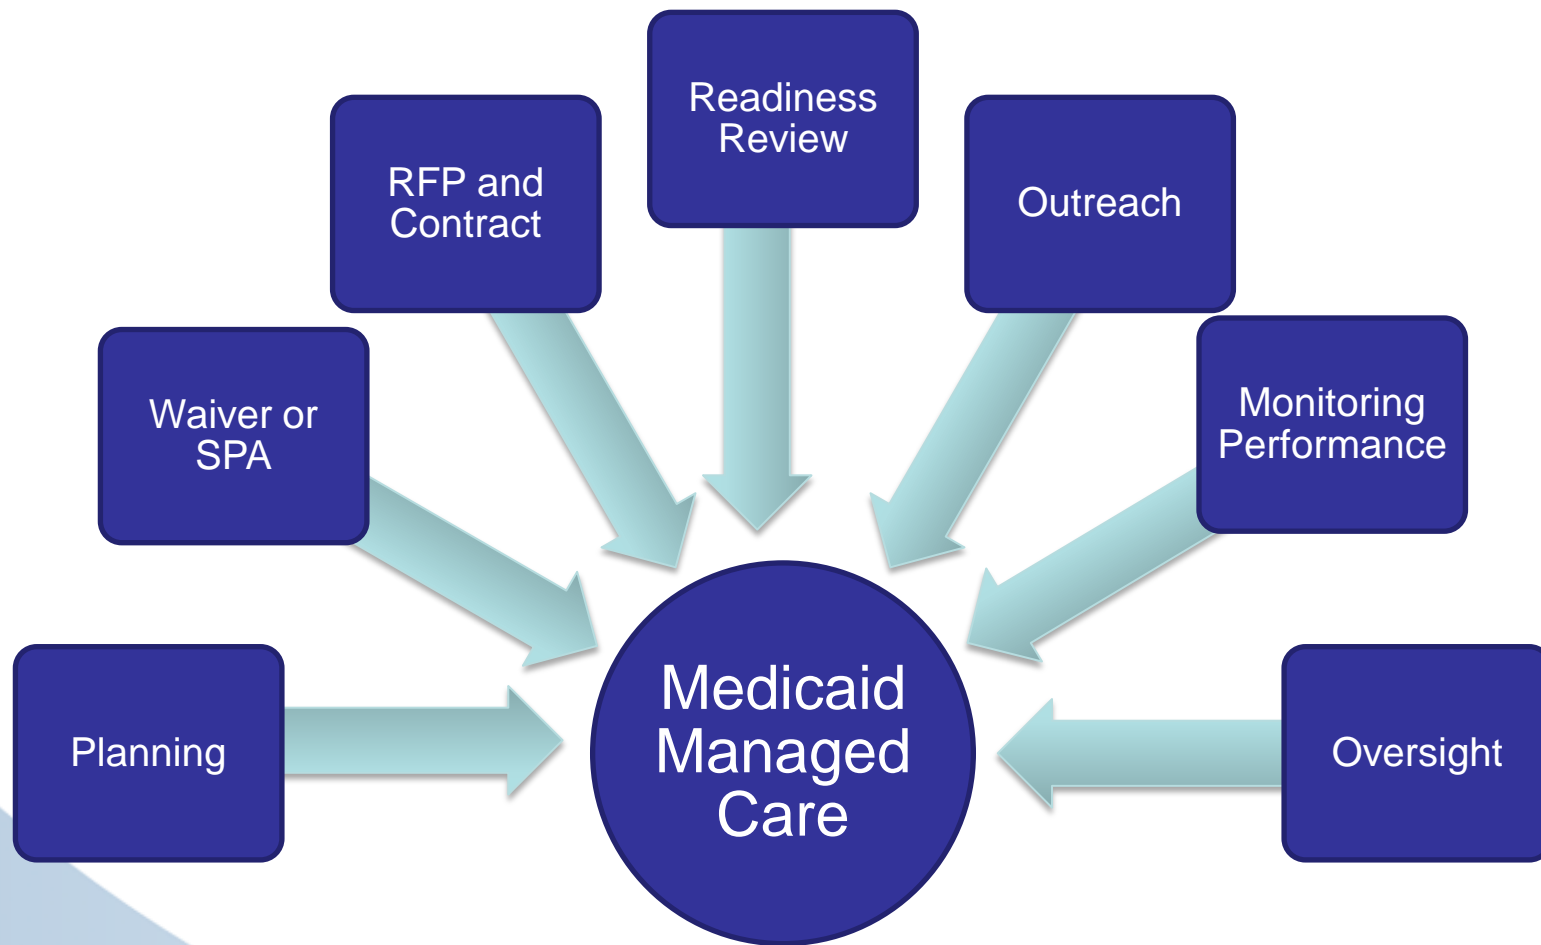 Readiness
Review
RFP and
Contract
Outreach
Waiver or
SPA
Monitoring
Performance
Planning
Medicaid
Managed
Care
Oversight